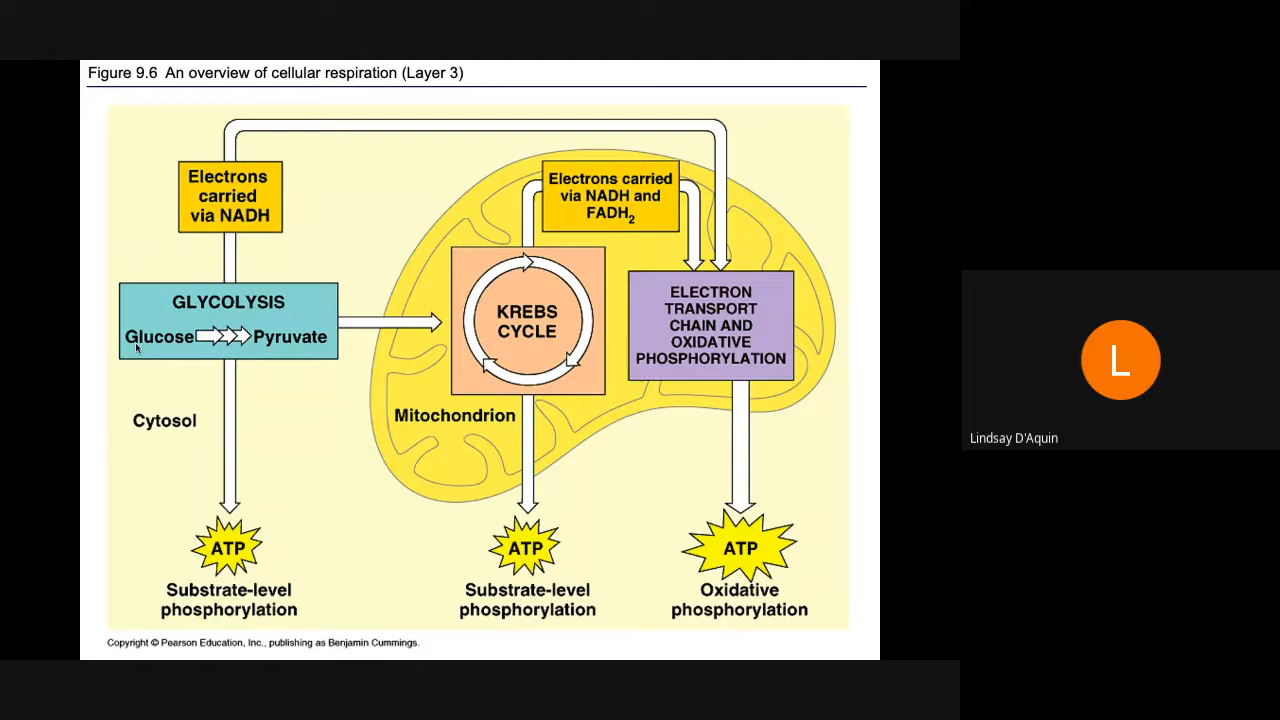 Figure 9.6 An overview of cellular respiration (Layer 3)
Electrons
carried
via NADH
Electrons carried
via NADH and
FADH2
GLYCOLYSIS
Glucose Pyruvate
KREBS
CYCLE
ELECTRON
TRANSPORT
CHAIN AND
OXIDATIVE
PHOSPHORYLATION
Cytosol
Mitochondrion
ATP
ATP
ATP
Substrate-level
phosphorylation
Substrate-level
phosphorylation
Oxidative
phosphorylation
Copyright © Pearson Education, Inc., publishing as Benjamin Cummings.
L
Lindsay D'Aquin